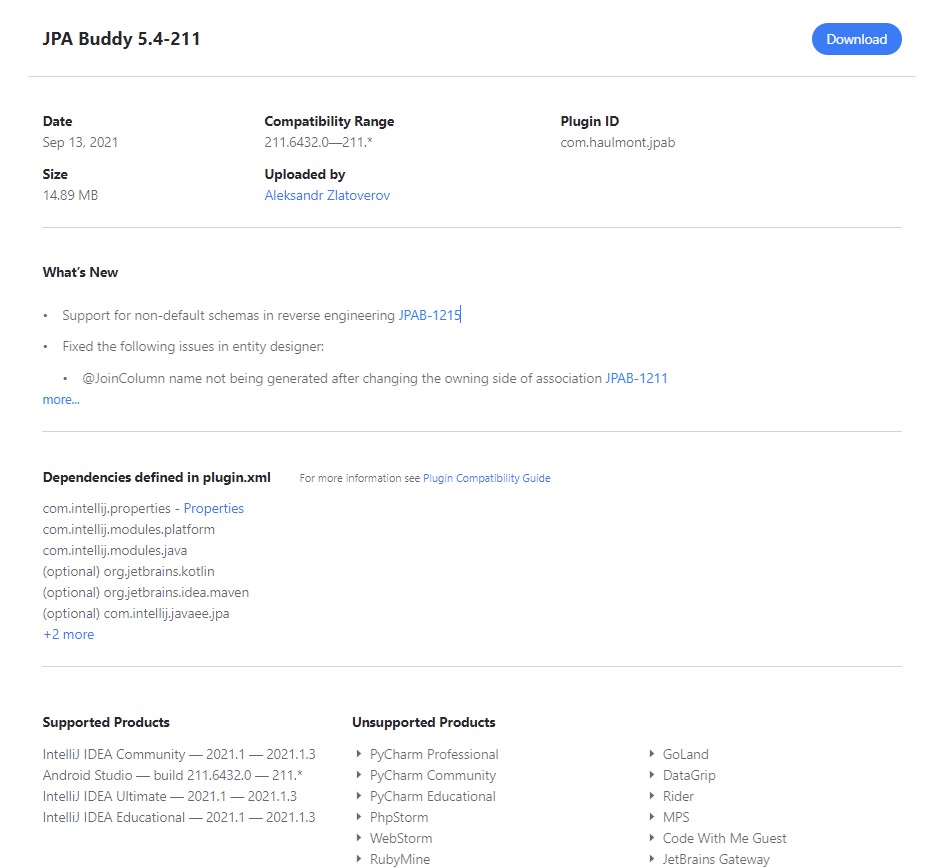 JPA Buddy 5.4-211
Download
Date
Compatibility Range
Plugin ID
Sep 13, 2021
211.6432.0—211.*
com.haulmont.jpab
Size
Uploaded by
14.89 MB
Aleksandr Zlatoverov
What's New
• Support for non-default schemas in reverse engineering JPAB-1215
• Fixed the following issues in entity designer:
• @JoinColumn name not being generated after changing the owning side of association JPAB-1211
more...
Dependencies defined in plugin.xml
For more information see Plugin Compatibility Guide
com.intellij.properties - Properties
com.intellij.modules.platform
com.intellij.modules.java
(optional) org.jetbrains.kotlin
(optional) org.jetbrains.idea.maven
(optional) com.intellij.javaee.jpa
+2 more
Supported Products
IntelliJ IDEA Community — 2021.1 — 2021.1.3
Android Studio — build 211.6432.0 — 211.*
IntelliJ IDEA Ultimate — 2021.1 — 2021.1.3
IntelliJ IDEA Educational — 2021.1 — 2021.1.3
Unsupported Products
PyCharm Professional
PyCharm Community
PyCharm Educational
PhpStorm
WebStorm
RubyMine
GoLand
DataGrip
Rider
MPS
Code With Me Guest
JetBrains Gateway